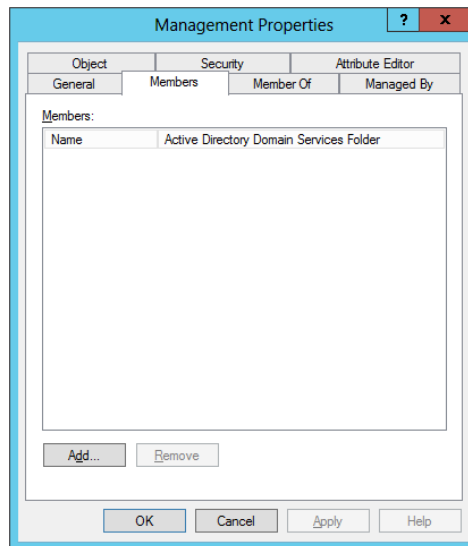 Management Properties
? x
Object Security Attribute Editor
General Members Member Of Managed By
Members:
Name Active Directory Domain Services Folder
Add... Remove
OK Cancel Apply Help